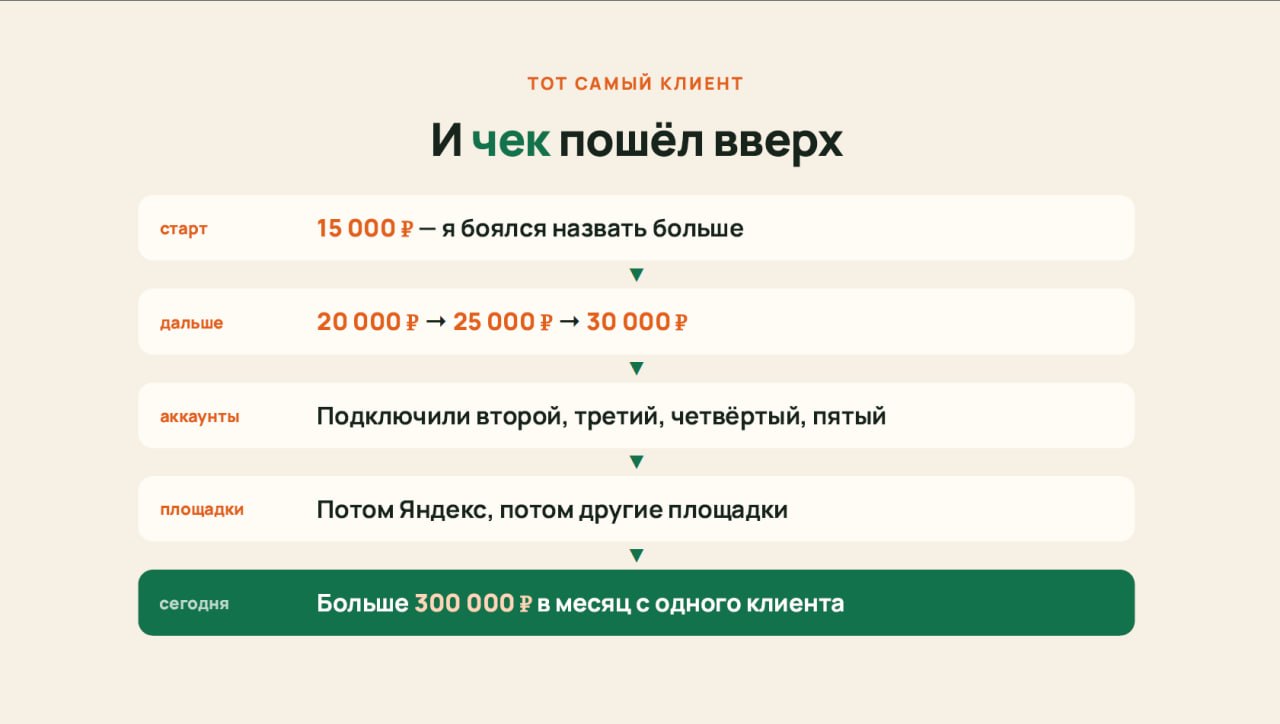 ТОТ САМЫЙ КЛИЕНТ
И чек пошёл вверх
старт
15 000 ₽ — я боялся назвать больше
дальше
20 000 ₽ → 25 000 ₽ → 30 000 ₽
аккаунты
Подключили второй, третий, четвёртый, пятый
площадки
Потом Яндекс, потом другие площадки
сегодня
Больше 300 000 ₽ в месяц с одного клиента